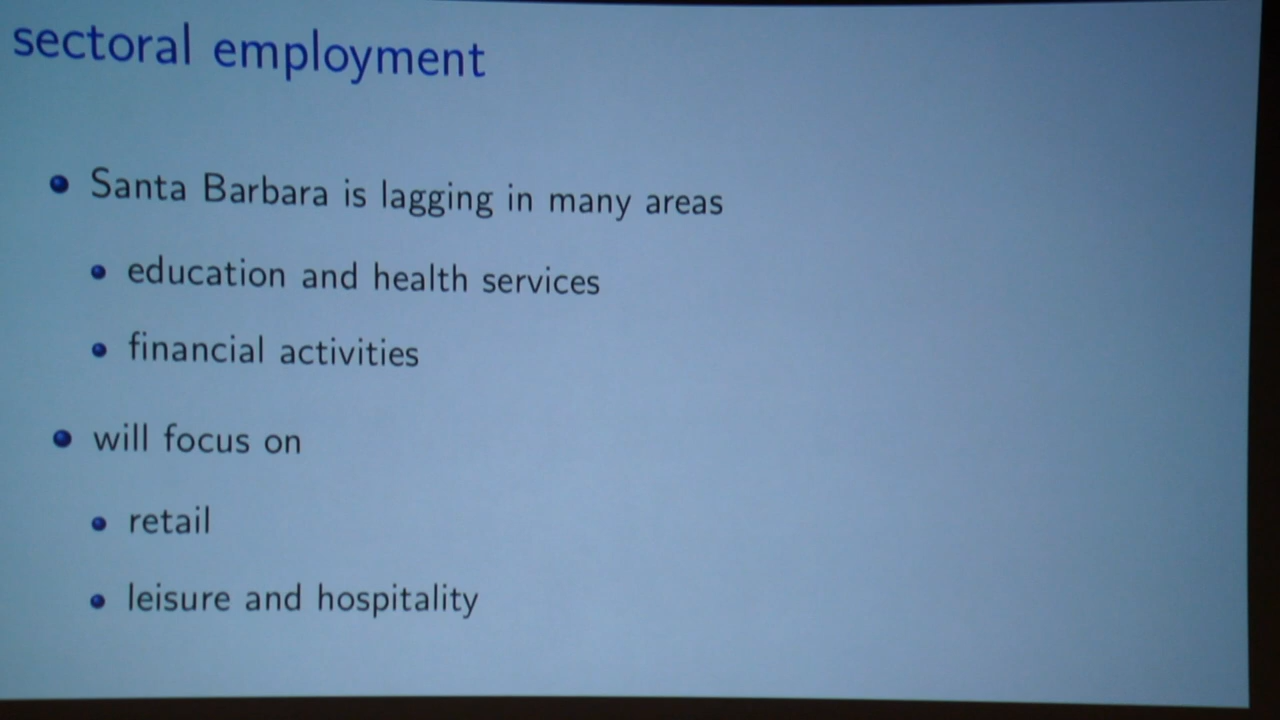 sectoral employment
Santa Barbara is lagging in many areas
education and health services
financial activities
will focus on
retail
leisure and hospitality